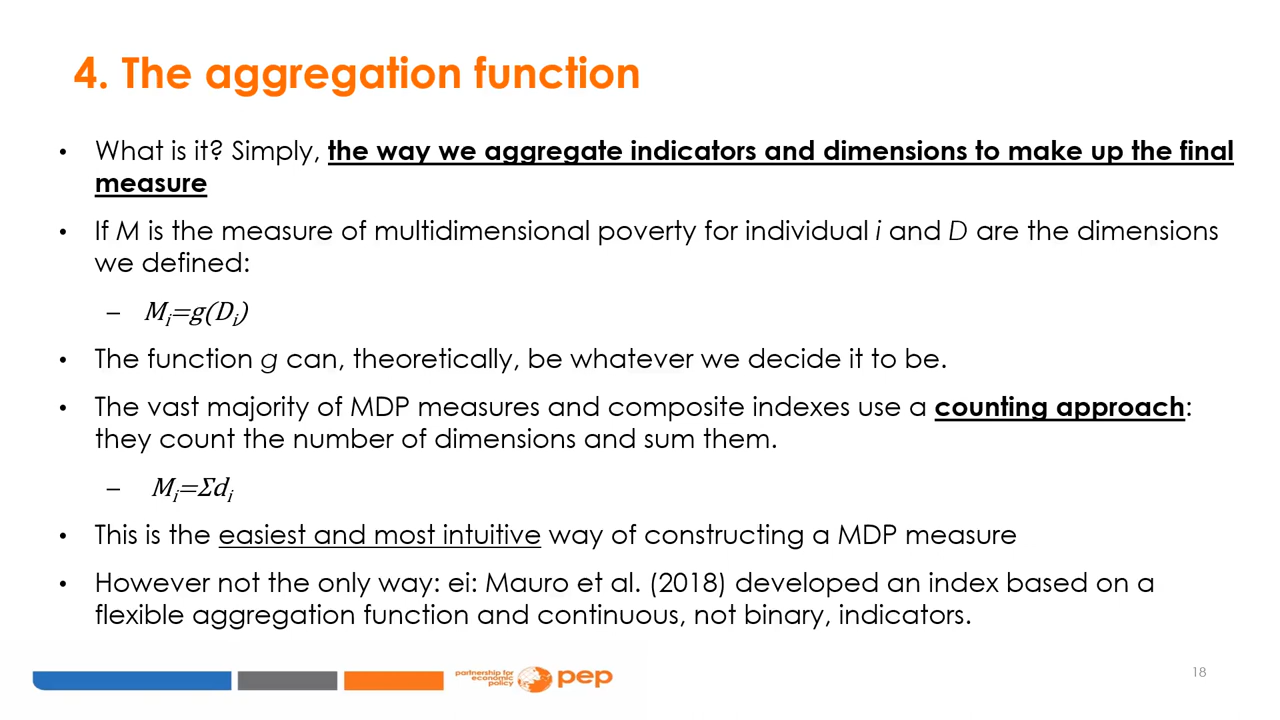 4. The aggregation function
• What is it? Simply, the way we aggregate indicators and dimensions to make up the final
measure
• If M is the measure of multidimensional poverty for individual i and D are the dimensions
we defined:
– Mᵢ=g(Dᵢ)
• The function g can, theoretically, be whatever we decide it to be.
• The vast majority of MDP measures and composite indexes use a counting approach:
they count the number of dimensions and sum them.
– Mᵢ=Σdᵢ
• This is the easiest and most intuitive way of constructing a MDP measure
• However not the only way: ei: Mauro et al. (2018) developed an index based on a
flexible aggregation function and continuous, not binary, indicators.
partnership for
economic
policy
pep
18